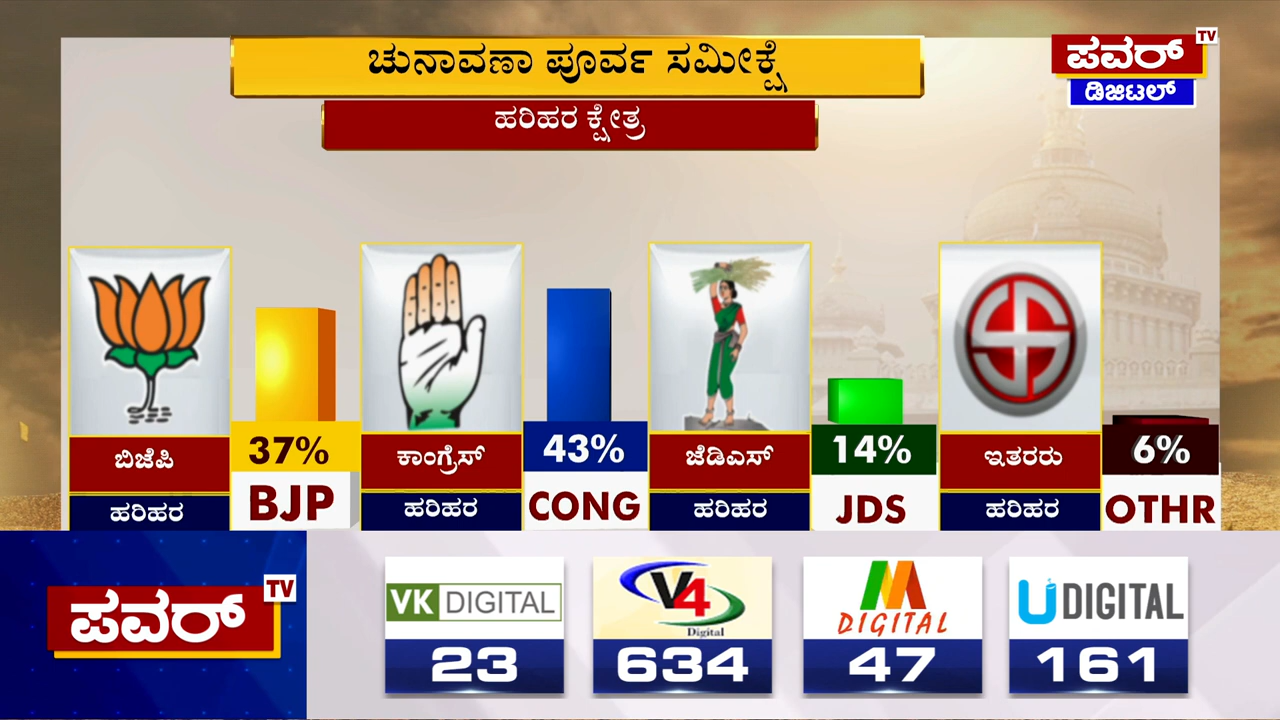 ಚುನಾವಣಾ ಪೂರ್ವ ಸಮೀಕ್ಷೆ
ಹರಿಹರ ಕ್ಷೇತ್ರ
ಪವರ್ TV
ಡಿಜಿಟಲ್
ಬಿಜೆಪಿ
ಹರಿಹರ
37%
BJP
ಕಾಂಗ್ರೆಸ್
ಹರಿಹರ
43%
CONG
ಜೆಡಿಎಸ್
ಹರಿಹರ
14%
JDS
ಇತರರು
ಹರಿಹರ
6%
OTHR
ಪವರ್ TV
VK DIGITAL
23
V4 Digital
634
M DIGITAL
47
U DIGITAL
161